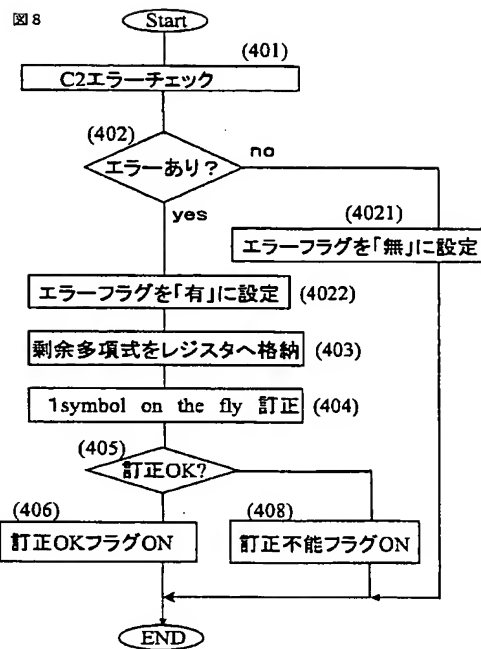 図8
Start
(401)
C2エラーチェック
(402)
エラーあり?
no
yes
(4021)
エラーフラグを「無」に設定
エラーフラグを「有」に設定 (4022)
剰余多項式をレジスタへ格納 (403)
1symbol on the fly 訂正 (404)
(405)
訂正OK?
(406)
訂正OKフラグON
(408)
訂正不能フラグON
END